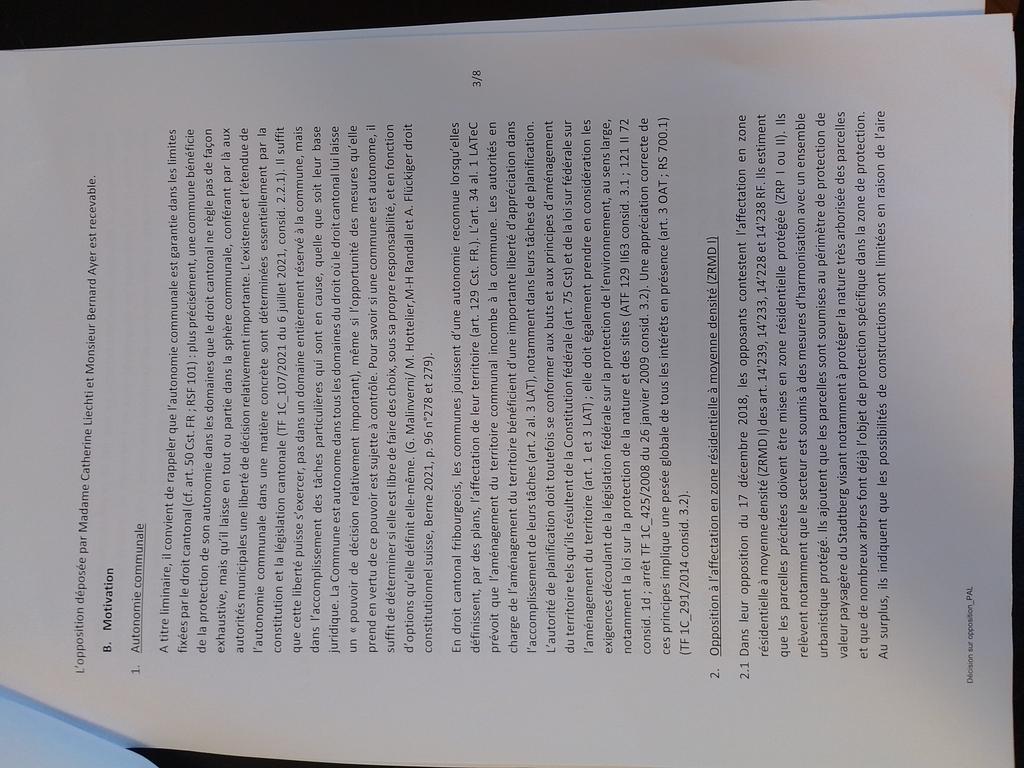 L'opposition déposée par Madame Catherine Liechti et Monsieur Bernard Ayer est recevable.
B. Motivation
1. Autonomie communale
A titre liminaire, il convient de rappeler que l'autonomie communale est garantie dans les limites
fixées par le droit cantonal (cf. art. 50 Cst. FR ; RSF 101) : plus précisément, une commune bénéficie
de la protection de son autonomie dans les domaines que le droit cantonal ne règle pas de façon
exhaustive, mais qu'il laisse en tout ou partie dans la sphère communale, conférant par là aux
autorités municipales une liberté de décision relativement importante. L'existence et l'étendue de
l'autonomie communale dans une matière concrète sont déterminées essentiellement par la
constitution et la législation cantonale (TF 1C_107/2021 du 6 juillet 2021, consid. 2.2.1). Il suffit
que cette liberté puisse s'exercer, pas dans un domaine entièrement réservé à la commune, mais
dans l'accomplissement des tâches particulières qui sont en cause, quelle que soit leur base
juridique. La Commune est autonome dans tous les domaines du droit où le droit cantonal lui laisse
un « pouvoir de décision relativement important), même si l'opportunité des mesures qu'elle
prend en vertu de ce pouvoir est sujette à contrôle. Pour savoir si une commune est autonome, il
suffit de déterminer si elle est libre de faire des choix, sous sa propre responsabilité, et en fonction
d'options qu'elle définit elle-même. (G. Malinverni/ M. Hottelier,M-H Randall et A. Flückiger droit
constitutionnel suisse, Berne 2021, p. 96 n°278 et 279).
En droit cantonal fribourgeois, les communes jouissent d'une autonomie reconnue lorsqu'elles
définissent, par des plans, l'affectation de leur territoire (art. 129 Cst. FR.). L'art. 34 al. 1 LATeC
prévoit que l'aménagement du territoire communal incombe à la commune. Les autorités en
charge de l'aménagement du territoire bénéficient d'une importante liberté d'appréciation dans
l'accomplissement de leurs tâches (art. 2 al. 3 LAT), notamment dans leurs tâches de planification.
L'autorité de planification doit toutefois se conformer aux buts et aux principes d'aménagement
du territoire tels qu'ils résultent de la Constitution fédérale (art. 75 Cst) et de la loi sur fédérale sur
l'aménagement du territoire (art. 1 et 3 LAT) ; elle doit également prendre en considération les
exigences découlant de la législation fédérale sur la protection de l'environnement, au sens large,
notamment la loi sur la protection de la nature et des sites (ATF 129 II63 consid. 3.1 ; 121 II 72
consid. 1d ; arrêt TF 1C_425/2008 du 26 janvier 2009 consid. 3.2). Une appréciation correcte de
ces principes implique une pesée globale de tous les intérêts en présence (art. 3 OAT ; RS 700.1)
(TF 1C_291/2014 consid. 3.2).
2. Opposition à l'affectation en zone résidentielle à moyenne densité (ZRMD I)
2.1 Dans leur opposition du 17 décembre 2018, les opposants contestent l'affectation en zone
résidentielle à moyenne densité (ZRMD I) des art. 14'239, 14'233, 14'228 et 14'238 RF. Ils estiment
que les parcelles précitées doivent être mises en zone résidentielle protégée (ZRP I ou II). Ils
relèvent notamment que le secteur est soumis à des mesures d'harmonisation avec un ensemble
urbanistique protégé. Ils ajoutent que les parcelles sont soumises au périmètre de protection de
valeur paysagère du Stadtberg visant notamment à protéger la nature très arborisée des parcelles
et que de nombreux arbres font déjà l'objet de protection spécifique dans la zone de protection.
Au surplus, ils indiquent que les possibilités de constructions sont limitées en raison de l'aire
3/8
Décision sur opposition_PAL